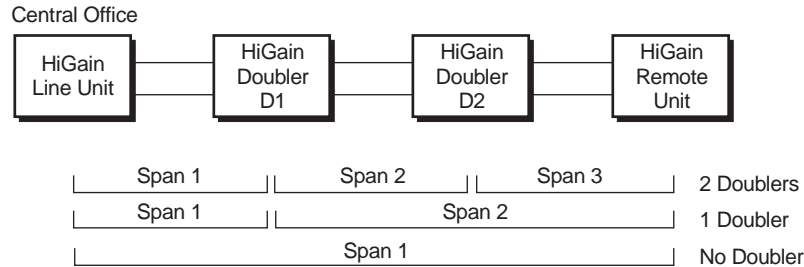 Central Office
HiGain
Line Unit
HiGain
Doubler
D1
HiGain
Doubler
D2
HiGain
Remote
Unit
Span 1
Span 2
Span 3
2 Doublers
Span 1
Span 2
1 Doubler
Span 1
No Doubler